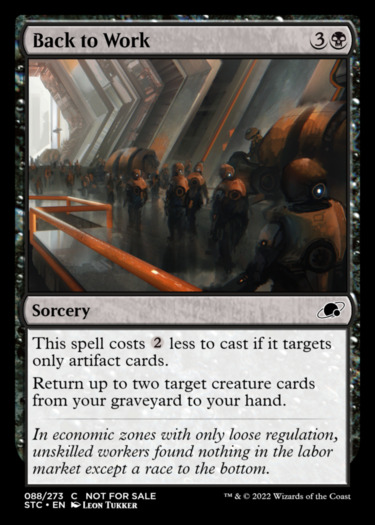 Back to Work 3
Sorcery
This spell costs 2 less to cast if it targets
only artifact cards.
Return up to two target creature cards
from your graveyard to your hand.
In economic zones with only loose regulation,
unskilled workers found nothing in the labor
market except a race to the bottom.
088/273 C NOT FOR SALE
STC • EN Leon Tukker ™ & © 2022 Wizards of the Coast